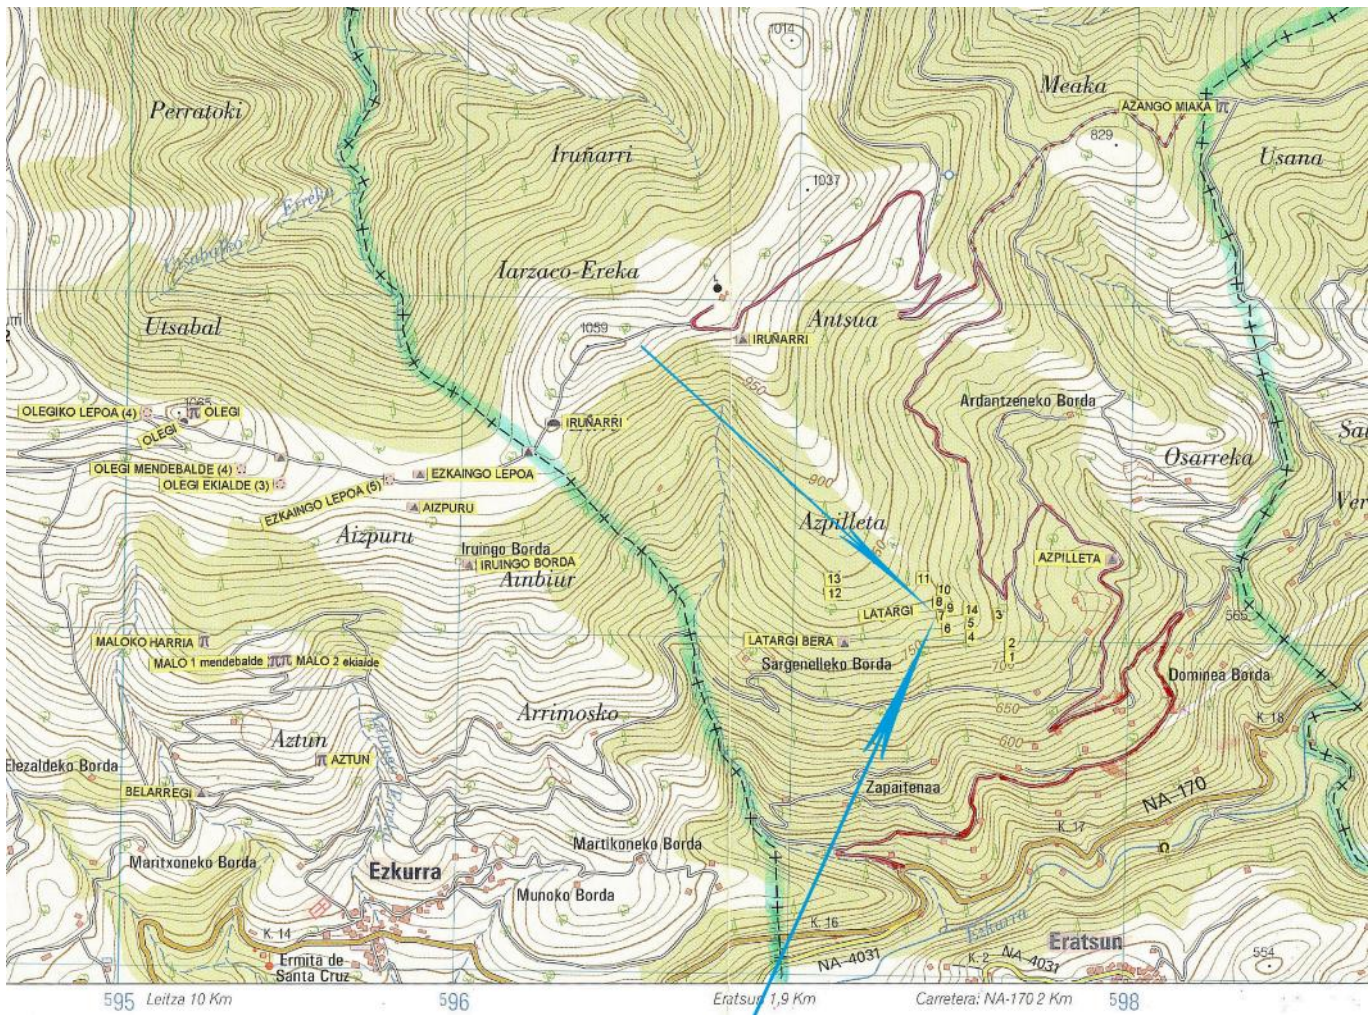 1014
Meaka
AZANGO MIAKA
Perratoki
829
Iruñarri
Usana
1037
Erreka
Utsabalko
Iarzaco-Ereka
Utsabal
1059
Antsua
IRUÑARRI
950
Ardantzeneko Borda
OLEGIKO LEPOA (4)
1065
OLEGI
OLEGI
IRUÑARRI
Osarreka
OLEGI MENDEBALDE (4)
EZKAINGO LEPOA
OLEGI EKIALDE (3)
900
EZKAINGO LEPOA (5)
AIZPURU
Azpilleta
Aizpuru
Iruingo Borda
IRUINGO BORDA
Ainbiur
AZPILLETA
13
12
11
10
8
9
14
3
LATARGI
7
5
6
4
2
1
565
MALOKO HARRIA
LATARGI BERA
750
700
MALO 1 mendebalde
MALO 2 ekialde
Sargenelleko Borda
Dominea Borda
Arrimosko
650
K. 18
Aztun
600
AZTUN
Elezaldeko Borda
BELARREGI
Zapaitenaa
NA-170
K. 17
Maritxoneko Borda
Martikoneko Borda
Ezkurra
Munoko Borda
K. 16
Ezkurra
K. 14
Eratsun
Ermita de
Santa Cruz
NA-4031
K. 2
NA-4031
554
595
Leitza 10 Km
596
Eratsun 1,9 Km
Carretera: NA-170 2 Km
598